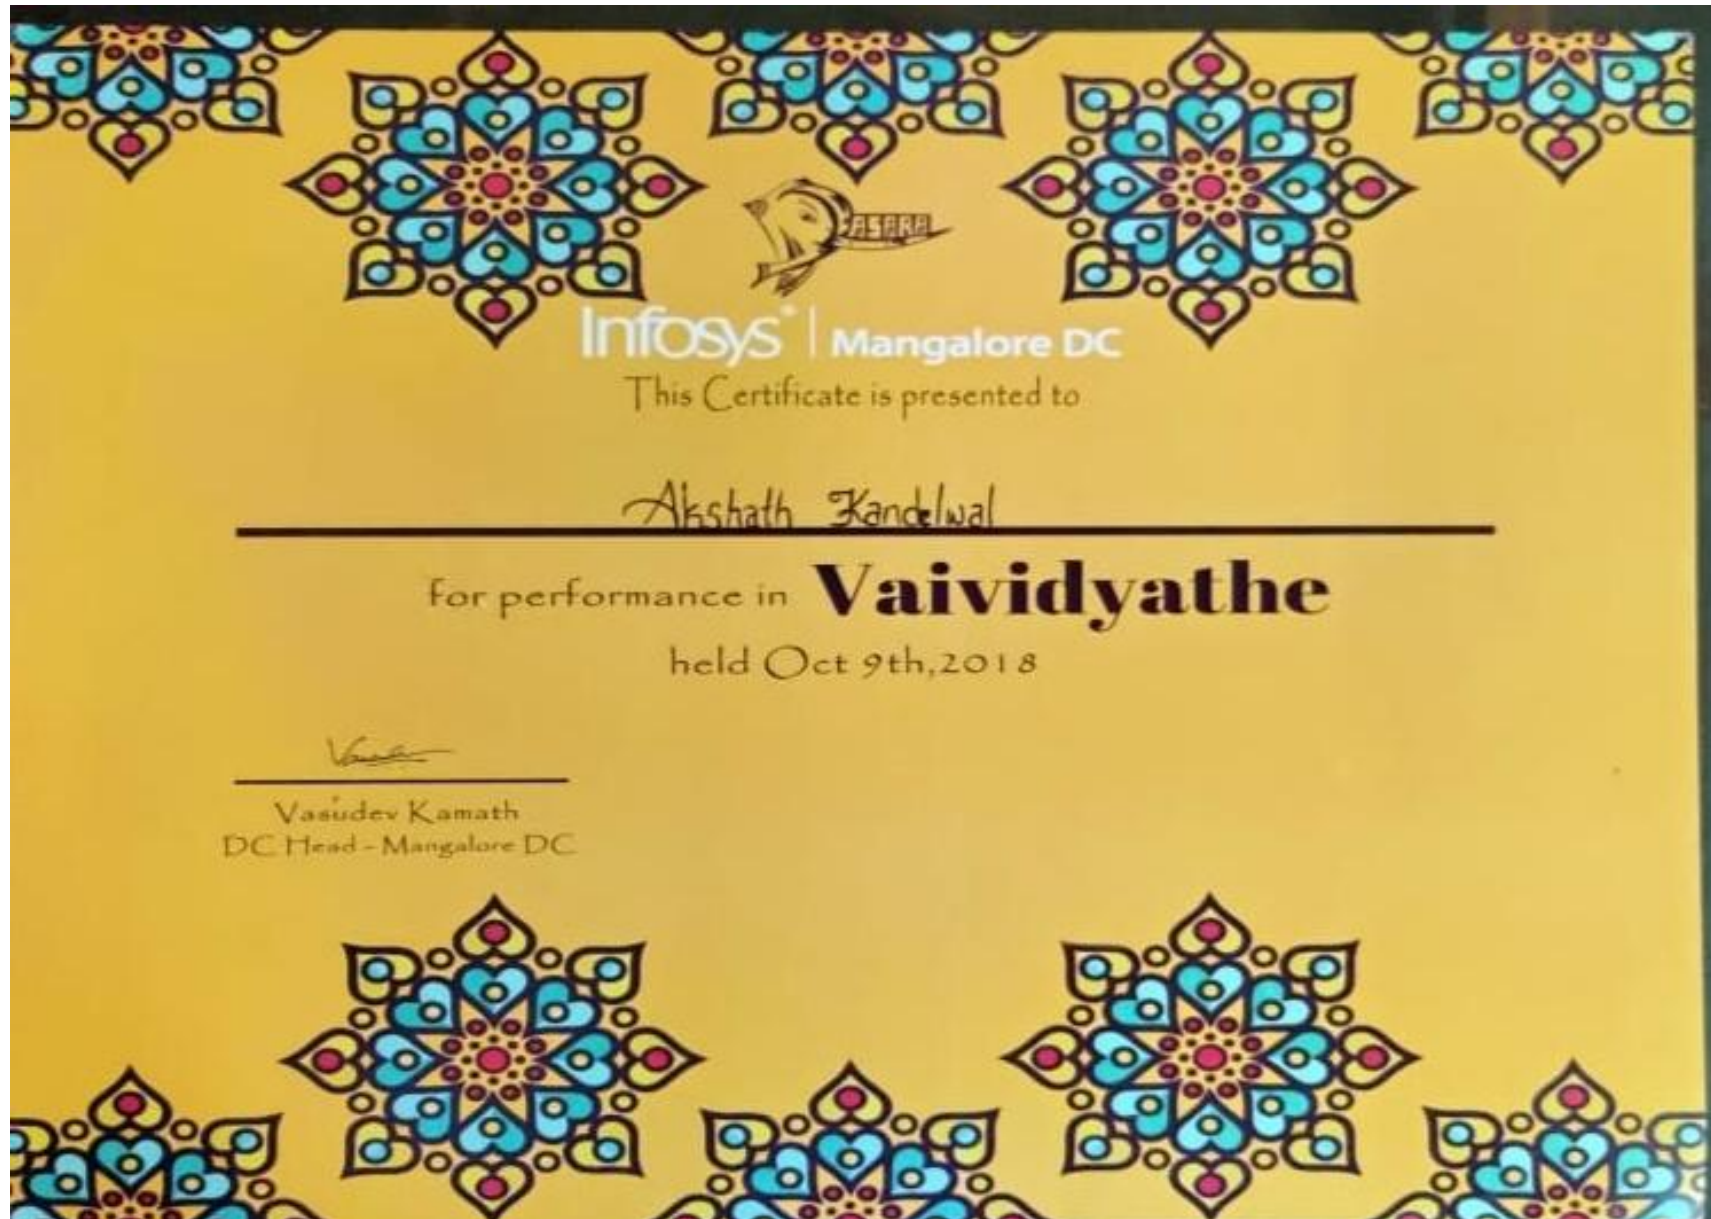 ASARA
Infosys® | Mangalore DC
This Certificate is presented to
Akshath Kandelwal
for performance in Vaividyathe
held Oct 9th,2018
Vasudev Kamath
DC Head - Mangalore DC